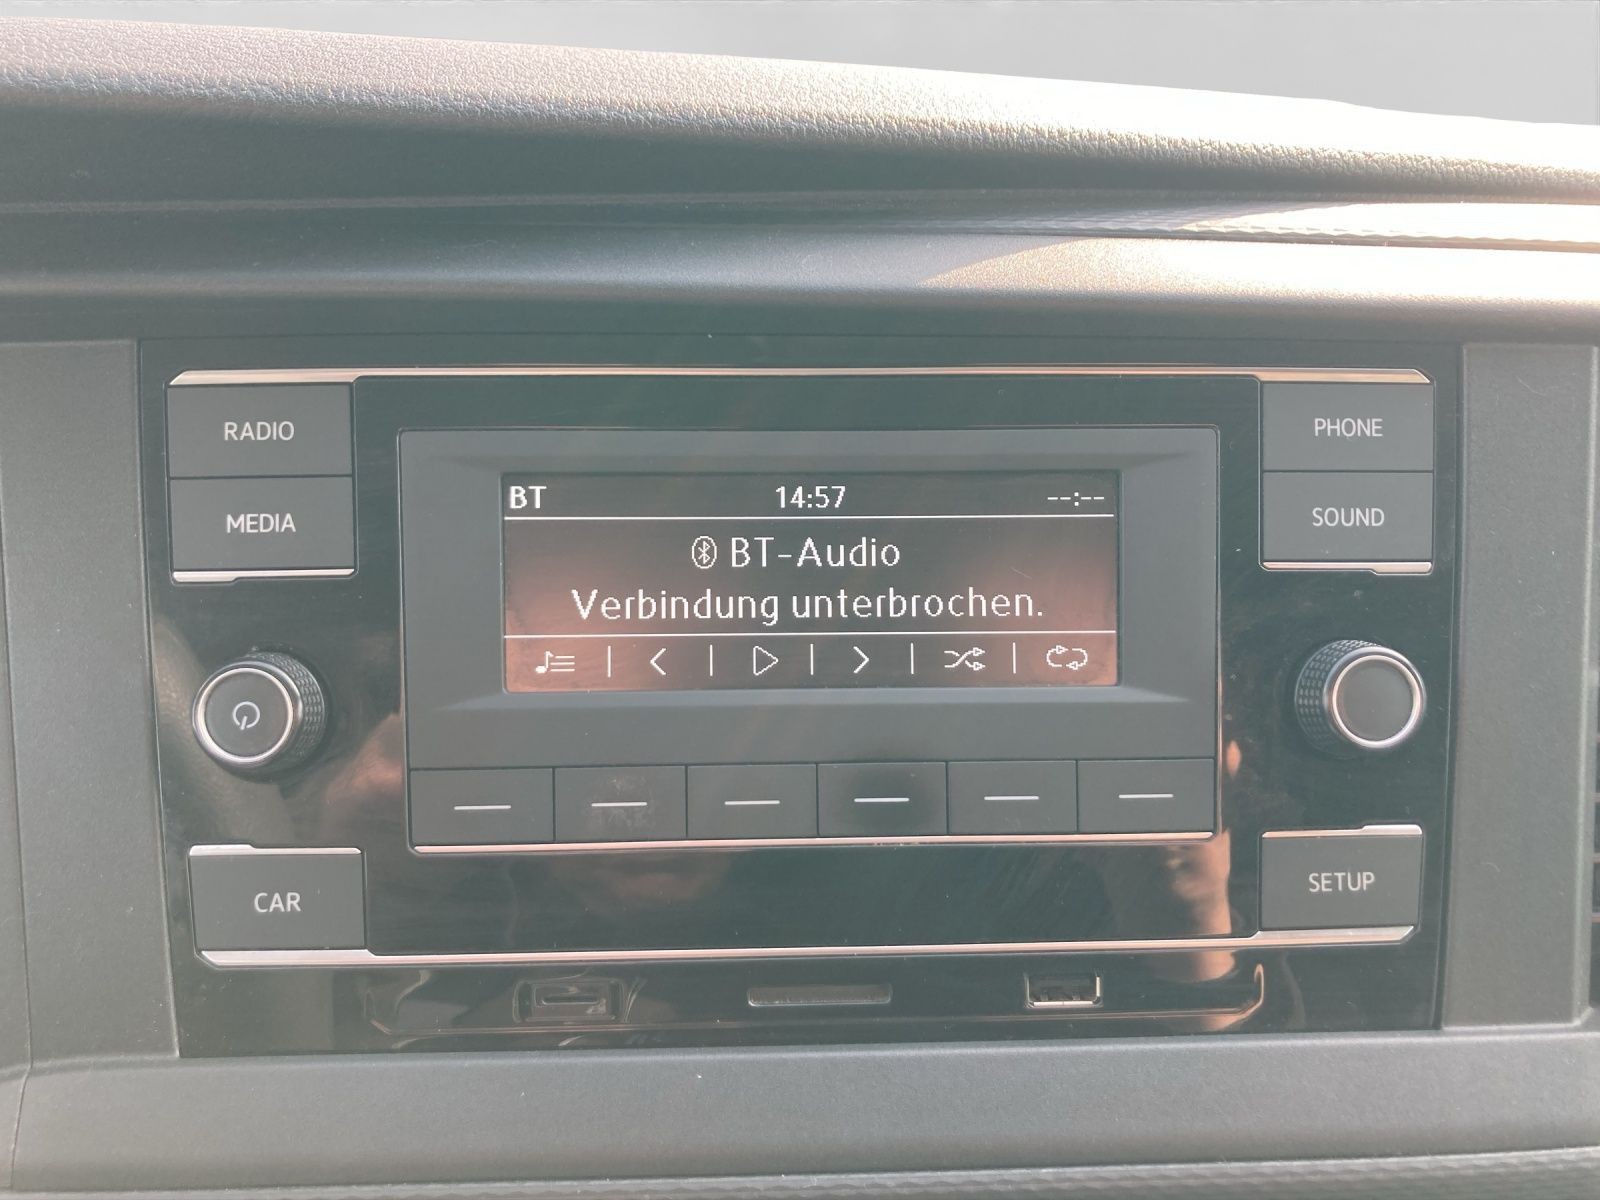 RADIO
PHONE
MEDIA
SOUND
BT 14:57 --:--
BT-Audio
Verbindung unterbrochen.
CAR
SETUP